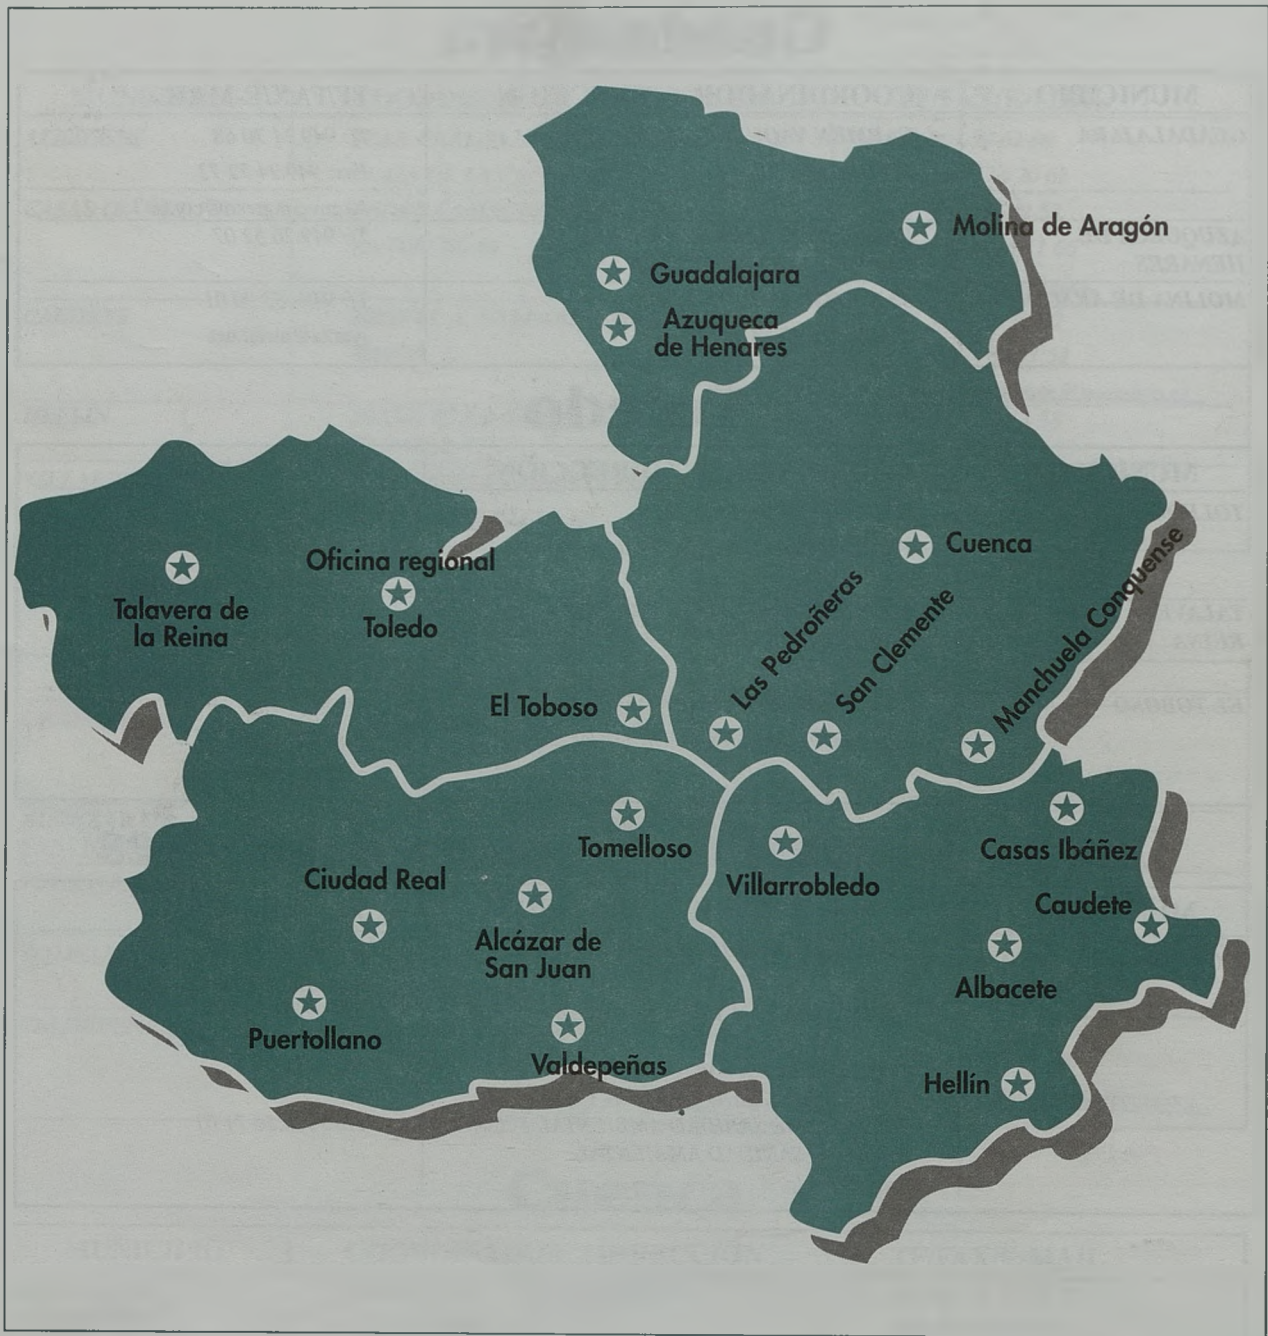 Molina de Aragón
Guadalajara
Azuqueca
de Henares
Cuenca
Oficina regional
Toledo
Talavera de
la Reina
El Toboso
Las Pedroñeras
San Clemente
Manchuela Conquense
Tomelloso
Ciudad Real
Alcázar de
San Juan
Puertollano
Valdepeñas
Villarrobledo
Casas Ibáñez
Caudete
Albacete
Hellín